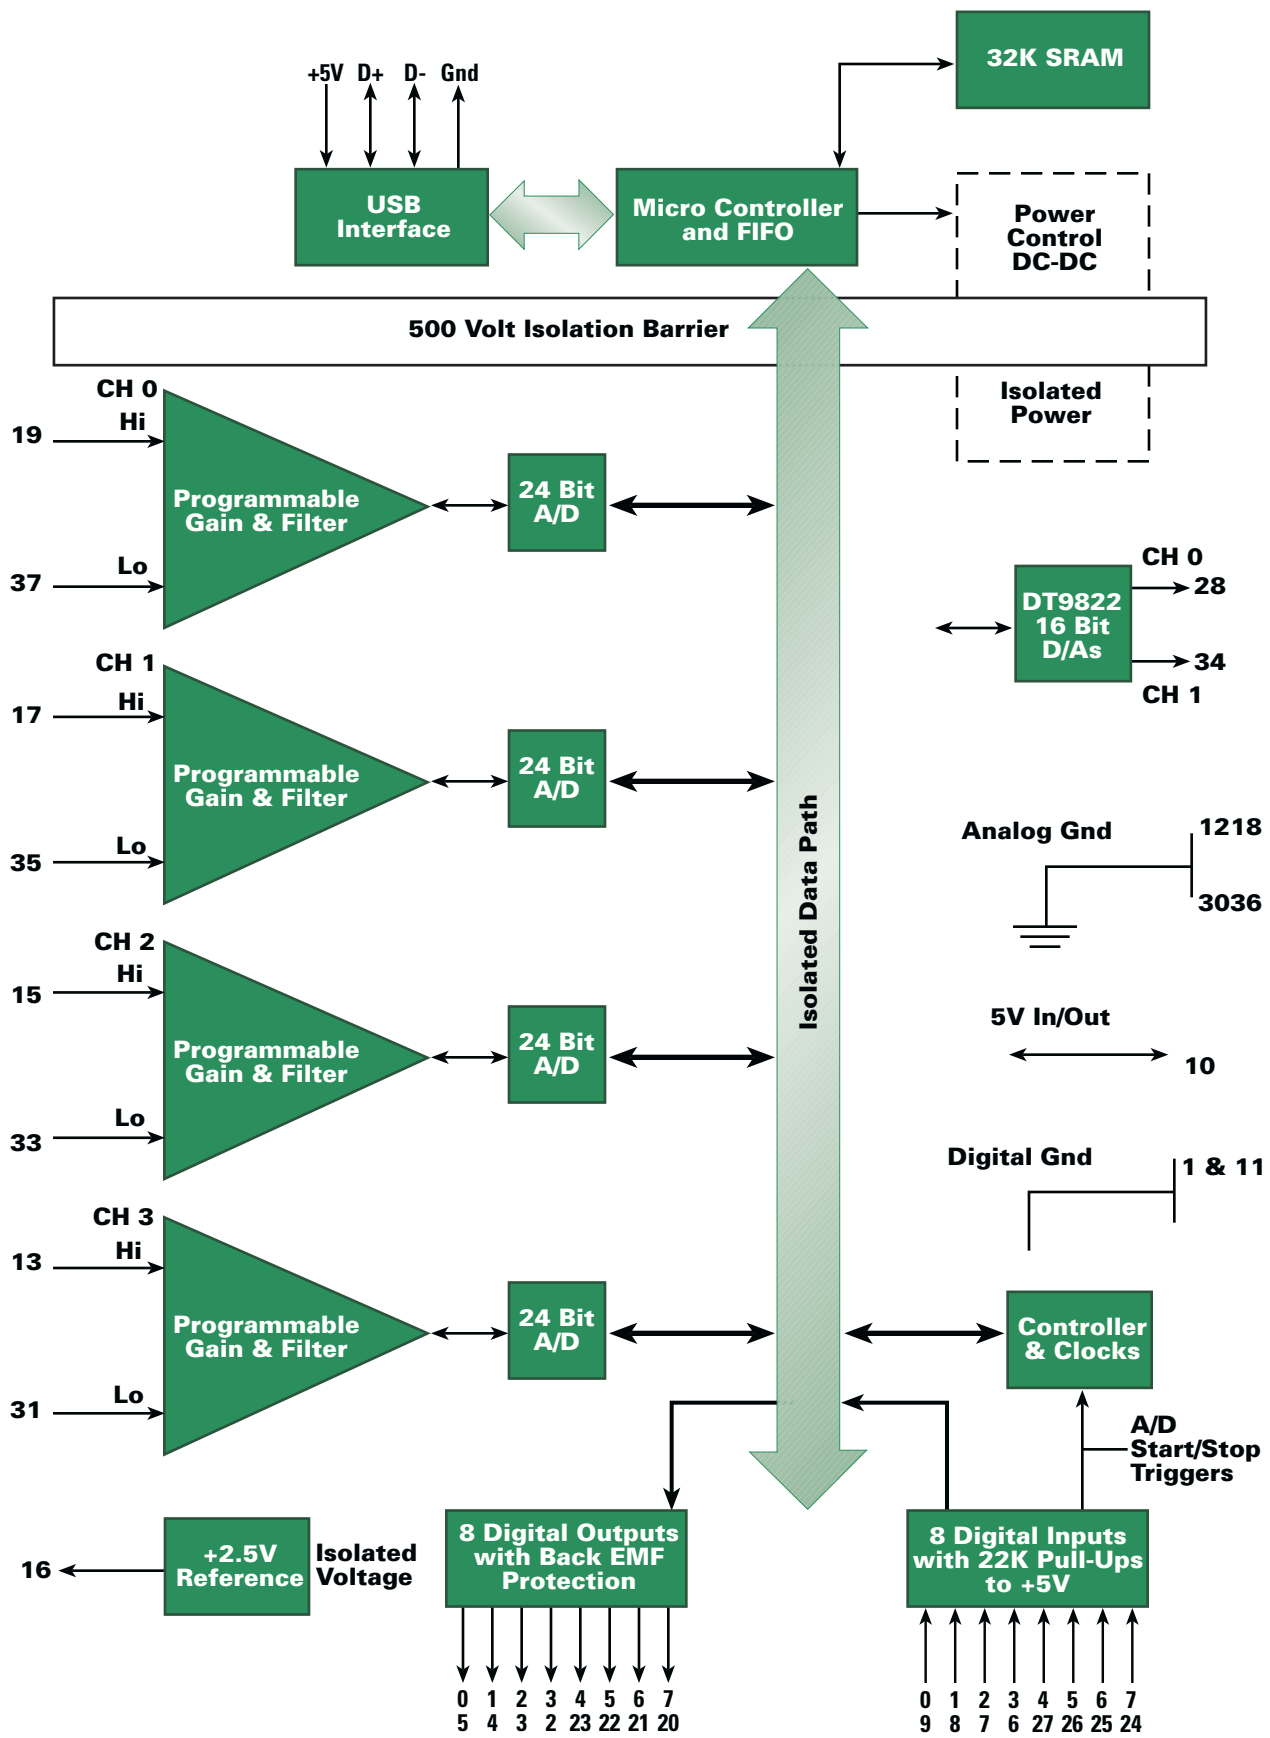 32K SRAM
+5V D+ D- Gnd
USB
Interface
Micro Controller
and FIFO
Power
Control
DC-DC
500 Volt Isolation Barrier
Isolated
Power
CH 0
Hi
19
Programmable
Gain & Filter
24 Bit
A/D
Lo
37
CH 0
DT9822
16 Bit
D/As
28
34
CH 1
CH 1
Hi
17
Programmable
Gain & Filter
24 Bit
A/D
Lo
35
Isolated Data Path
Analog Gnd
1218
3036
CH 2
Hi
15
Programmable
Gain & Filter
24 Bit
A/D
Lo
33
5V In/Out
10
Digital Gnd
1 & 11
CH 3
Hi
13
Programmable
Gain & Filter
24 Bit
A/D
Lo
31
Controller
& Clocks
A/D
Start/Stop
Triggers
16
+2.5V
Reference
Isolated
Voltage
8 Digital Outputs
with Back EMF
Protection
0 1 2 3 4 5 6 7
5 4 3 2 23 22 21 20
8 Digital Inputs
with 22K Pull-Ups
to +5V
0 1 2 3 4 5 6 7
9 8 7 6 27 26 25 24